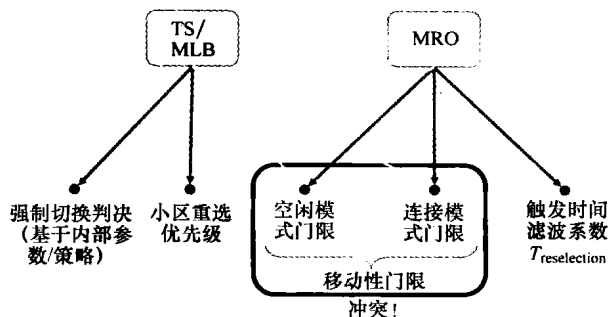 TS/
MLB
MRO
强制切换判决
（基于内部参
数/策略）
小区重选
优先级
空闲模
式门限
连接模
式门限
触发时间
滤波系数
Treselection
移动性门限
冲突！